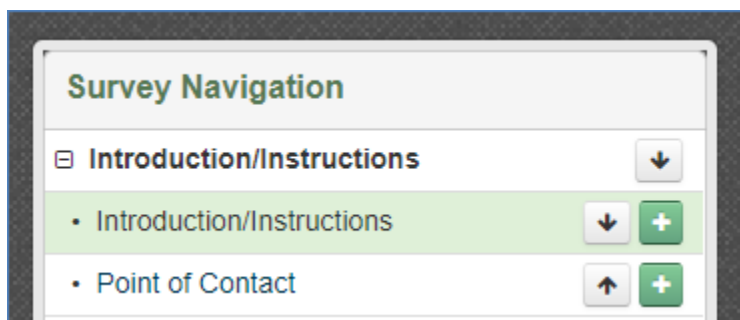 Survey Navigation
Introduction/Instructions
Introduction/Instructions
Point of Contact